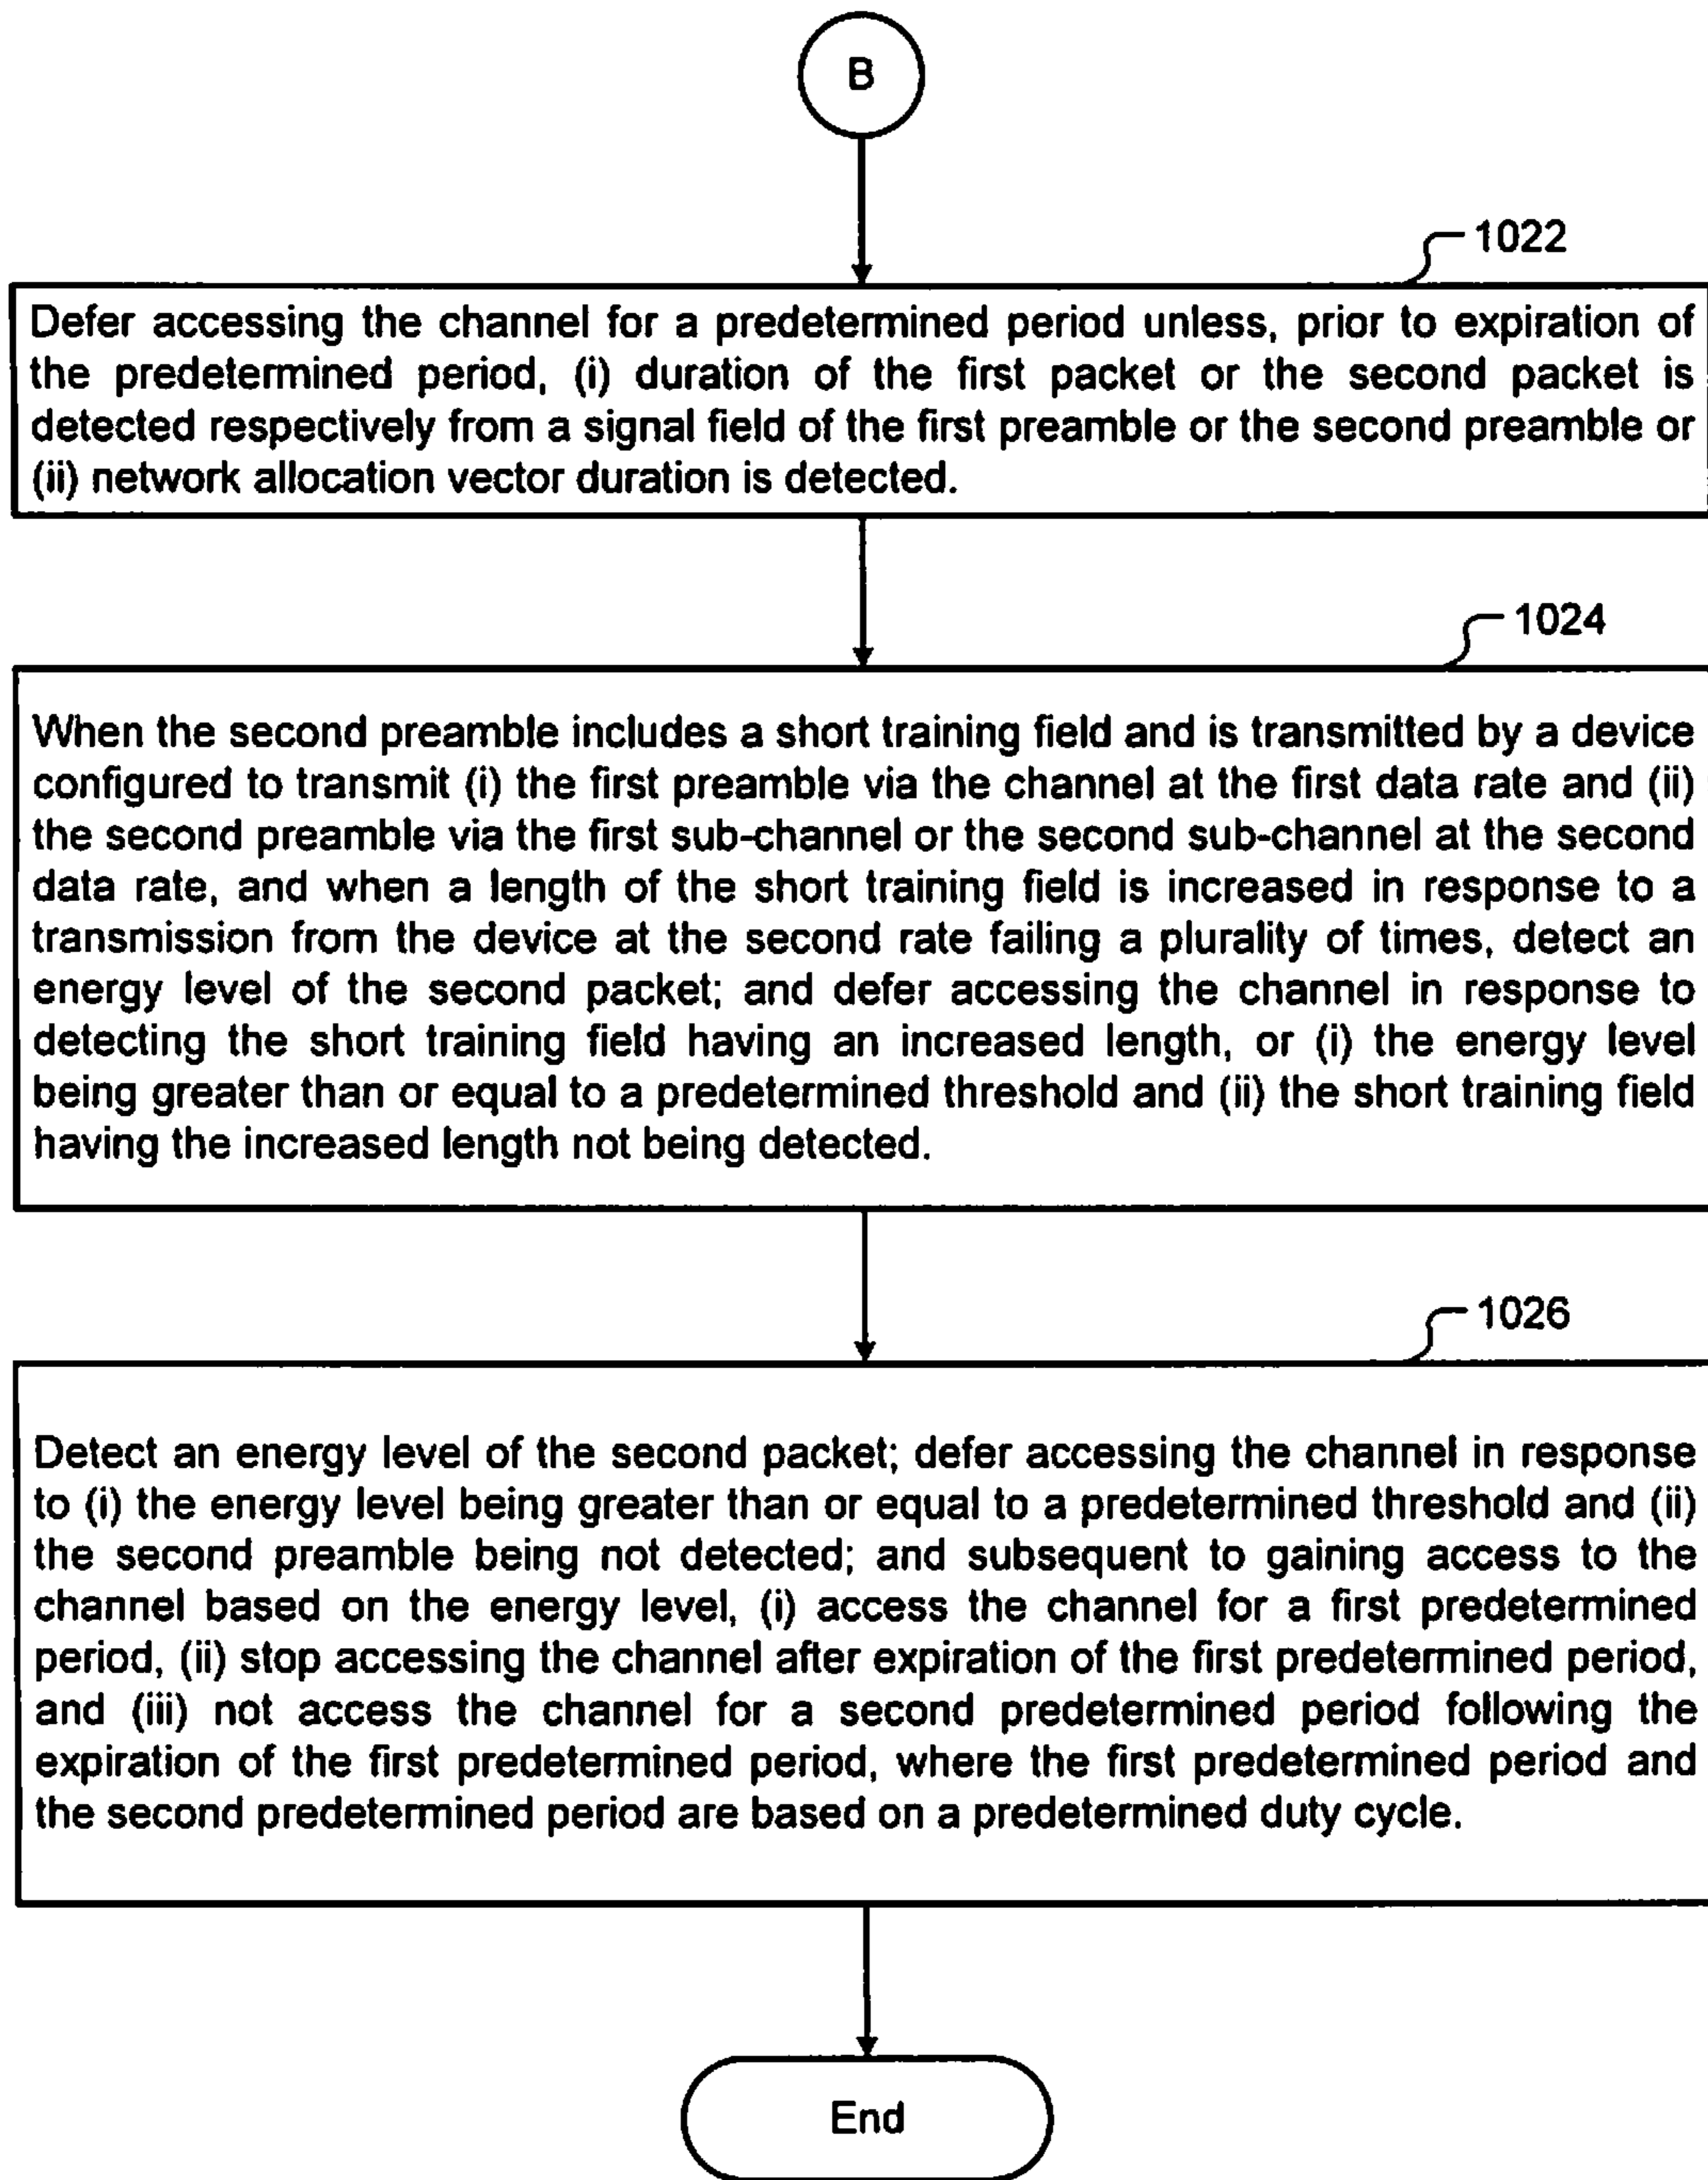 B
1022
Defer accessing the channel for a predetermined period unless, prior to expiration of
the predetermined period, (i) duration of the first packet or the second packet is
detected respectively from a signal field of the first preamble or the second preamble or
(ii) network allocation vector duration is detected.
1024
When the second preamble includes a short training field and is transmitted by a device
configured to transmit (i) the first preamble via the channel at the first data rate and (ii)
the second preamble via the first sub-channel or the second sub-channel at the second
data rate, and when a length of the short training field is increased in response to a
transmission from the device at the second rate failing a plurality of times, detect an
energy level of the second packet; and defer accessing the channel in response to
detecting the short training field having an increased length, or (i) the energy level
being greater than or equal to a predetermined threshold and (ii) the short training field
having the increased length not being detected.
1026
Detect an energy level of the second packet; defer accessing the channel in response
to (i) the energy level being greater than or equal to a predetermined threshold and (ii)
the second preamble being not detected; and subsequent to gaining access to the
channel based on the energy level, (i) access the channel for a first predetermined
period, (ii) stop accessing the channel after expiration of the first predetermined period,
and (iii) not access the channel for a second predetermined period following the
expiration of the first predetermined period, where the first predetermined period and
the second predetermined period are based on a predetermined duty cycle.
End